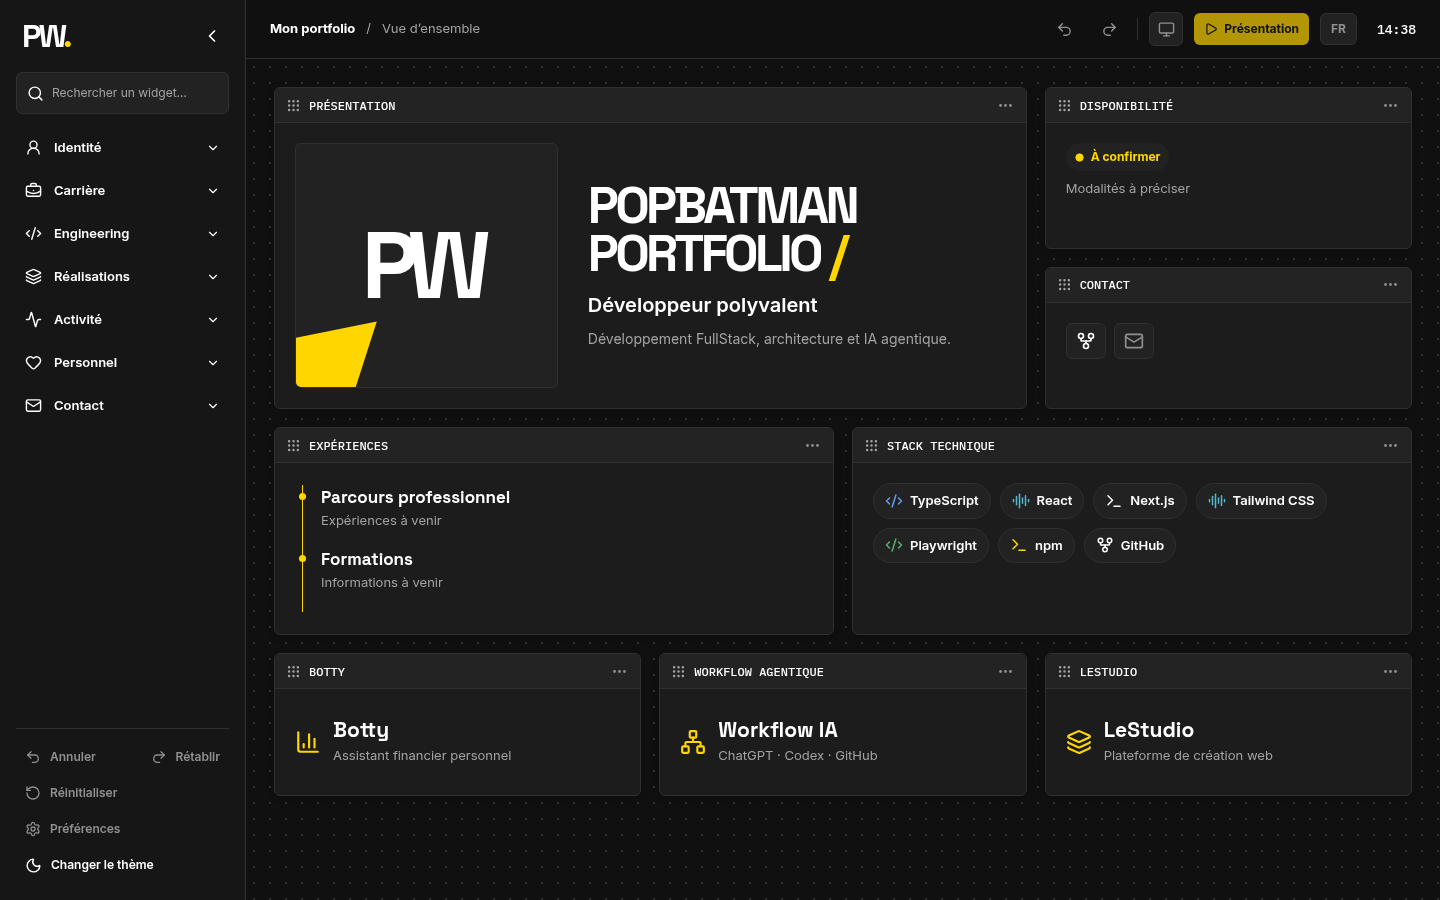 PW.
Mon portfolio / Vue d'ensemble
Présentation
FR
14:38
Rechercher un widget...
Identité
Carrière
Engineering
Réalisations
Activité
Personnel
Contact
Annuler
Rétablir
Réinitialiser
Préférences
Changer le thème
PRÉSENTATION
PW
POPBATMAN
PORTFOLIO /
Développeur polyvalent
Développement FullStack, architecture et IA agentique.
DISPONIBILITÉ
À confirmer
Modalités à préciser
CONTACT
EXPÉRIENCES
Parcours professionnel
Expériences à venir
Formations
Informations à venir
STACK TECHNIQUE
TypeScript
React
Next.js
Tailwind CSS
Playwright
npm
GitHub
BOTTY
Botty
Assistant financier personnel
WORKFLOW AGENTIQUE
Workflow IA
ChatGPT · Codex · GitHub
LESTUDIO
LeStudio
Plateforme de création web